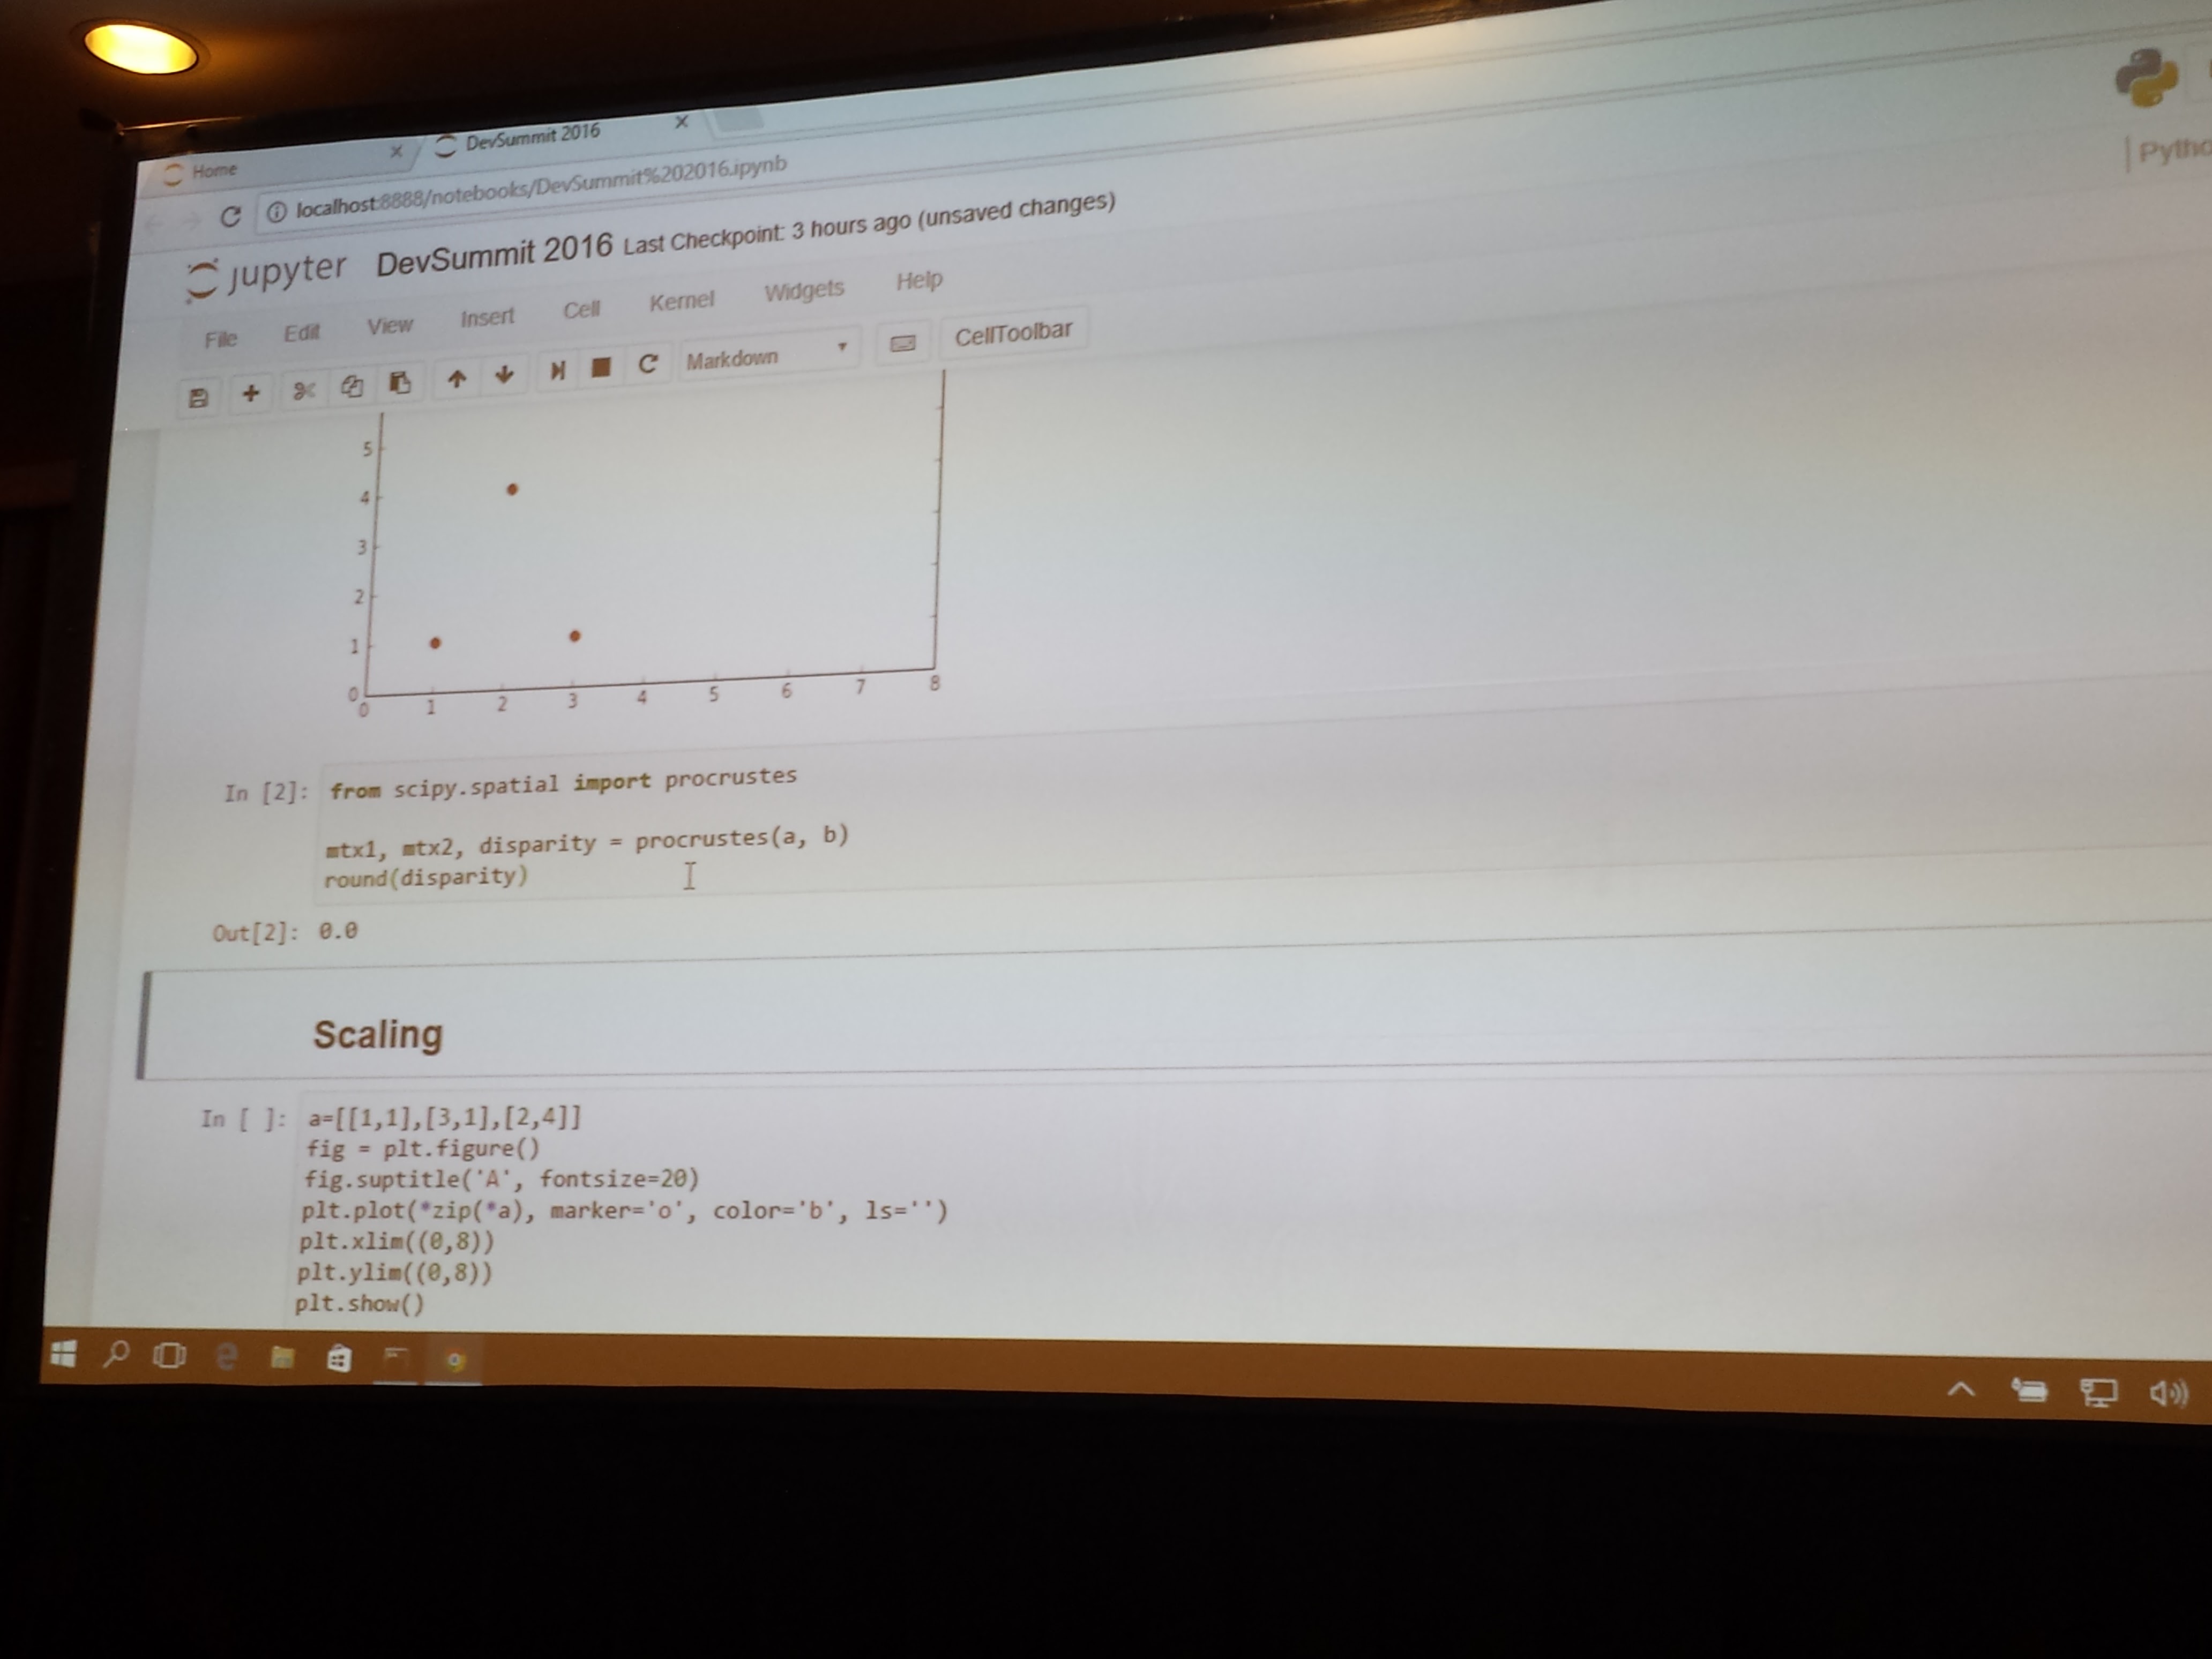 Home
DevSummit 2016
localhost:8888/notebooks/DevSummit%202016.ipynb
jupyter DevSummit 2016 Last Checkpoint: 3 hours ago (unsaved changes)
File Edit View Insert Cell Kernel Widgets Help
Markdown CellToolbar
5
4
3
2
1
0
0 1 2 3 4 5 6 7 8
In [2]: from scipy.spatial import procrustes
mtx1, mtx2, disparity = procrustes(a, b)
round(disparity)
Out[2]: 0.0
Scaling
In [ ]: a=[[1,1],[3,1],[2,4]]
fig = plt.figure()
fig.suptitle('A', fontsize=20)
plt.plot(*zip(*a), marker='o', color='b', ls='')
plt.xlim((0,8))
plt.ylim((0,8))
plt.show()